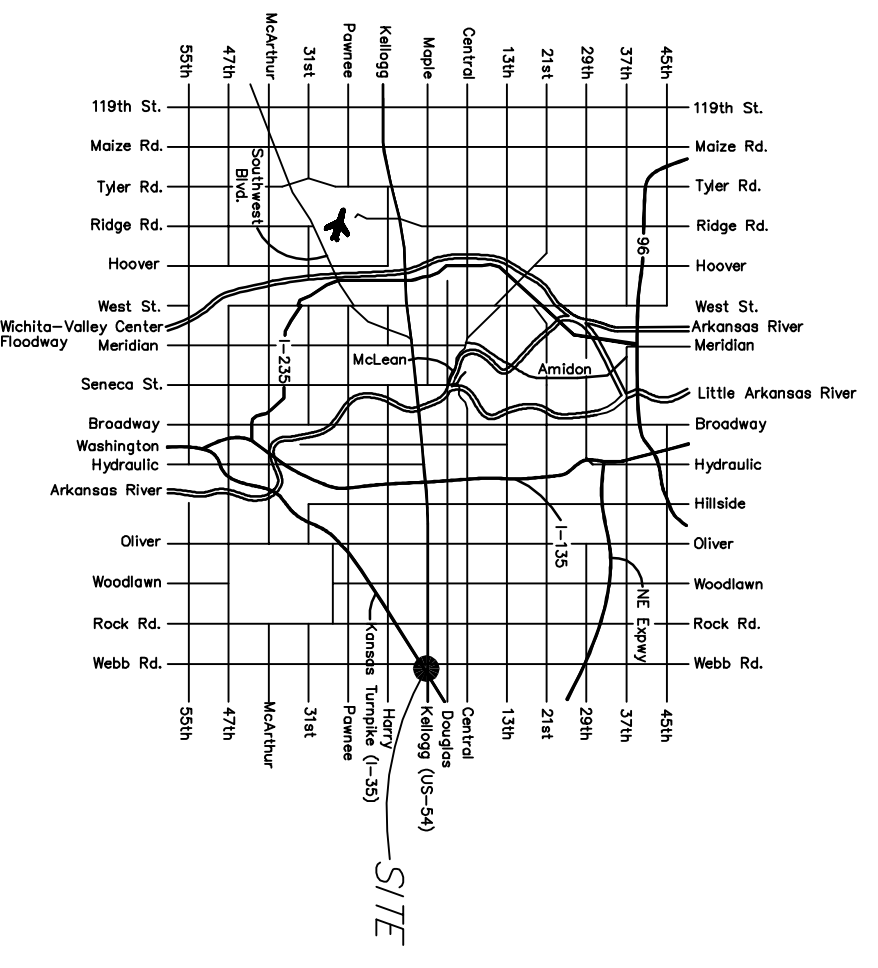 55th
47th
McArthur
31st
Pawnee
Kellogg
Maple
Central
13th
21st
29th
37th
45th
119th St.
Maize Rd.
Tyler Rd.
Ridge Rd.
Hoover
West St.
Wichita-Valley Center
Floodway
Meridian
Seneca St.
Broadway
Washington
Hydraulic
Arkansas River
Oliver
Woodlawn
Rock Rd.
Webb Rd.
Southwest
Blvd.
I-235
McLean
Amidon
96
I-135
NE Expwy
Kansas Turnpike (I-35)
119th St.
Maize Rd.
Tyler Rd.
Ridge Rd.
Hoover
West St.
Arkansas River
Meridian
Little Arkansas River
Broadway
Hydraulic
Hillside
Oliver
Woodlawn
Rock Rd.
Webb Rd.
55th
47th
McArthur
31st
Pawnee
Harry
Kellogg (US-54)
Douglas
Central
13th
21st
29th
37th
45th
SITE